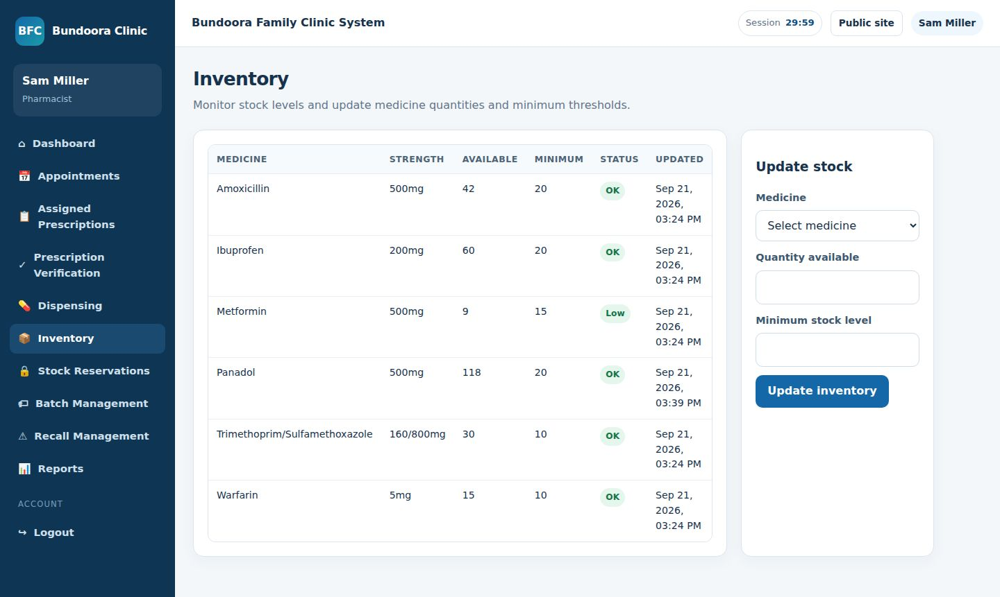 BFC Bundoora Clinic
Sam Miller
Pharmacist
Dashboard
Appointments
Assigned
Prescriptions
Prescription
Verification
Dispensing
Inventory
Stock Reservations
Batch Management
Recall Management
Reports
ACCOUNT
Logout
Bundoora Family Clinic System
Session 29:59
Public site
Sam Miller
Inventory
Monitor stock levels and update medicine quantities and minimum thresholds.
MEDICINE STRENGTH AVAILABLE MINIMUM STATUS UPDATED
Amoxicillin 500mg 42 20 OK Sep 21,
2026,
03:24 PM
Ibuprofen 200mg 60 20 OK Sep 21,
2026,
03:24 PM
Metformin 500mg 9 15 Low Sep 21,
2026,
03:24 PM
Panadol 500mg 118 20 OK Sep 21,
2026,
03:39 PM
Trimethoprim/Sulfamethoxazole 160/800mg 30 10 OK Sep 21,
2026,
03:24 PM
Warfarin 5mg 15 10 OK Sep 21,
2026,
03:24 PM
Update stock
Medicine
Select medicine
Quantity available
Minimum stock level
Update inventory